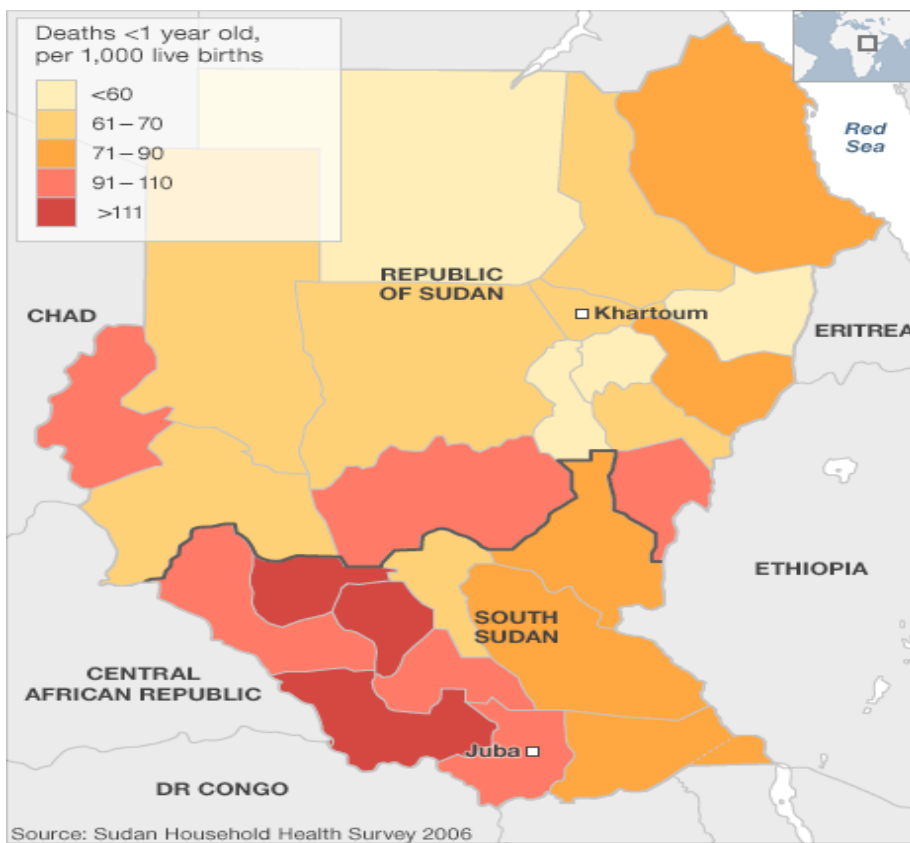 Deaths <1 year old,
per 1,000 live births
<60
61–70
71–90
91–110
>111
Red
Sea
REPUBLIC
OF SUDAN
CHAD
Khartoum
ERITREA
ETHIOPIA
SOUTH
SUDAN
CENTRAL
AFRICAN REPUBLIC
Juba
DR CONGO
Source: Sudan Household Health Survey 2006